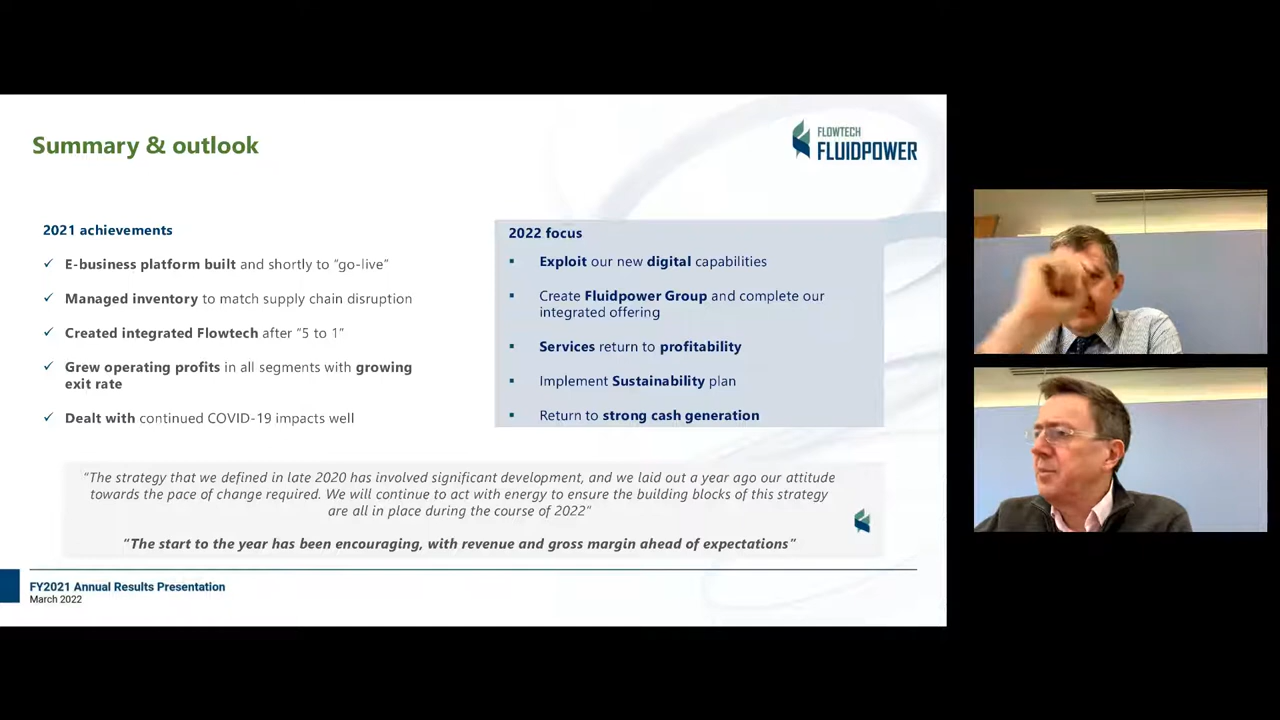 Summary & outlook
FLOWTECH
FLUIDPOWER
2021 achievements
E-business platform built and shortly to “go-live”
Managed inventory to match supply chain disruption
Created integrated Flowtech after “5 to 1”
Grew operating profits in all segments with growing
exit rate
Dealt with continued COVID-19 impacts well
2022 focus
Exploit our new digital capabilities
Create Fluidpower Group and complete our
integrated offering
Services return to profitability
Implement Sustainability plan
Return to strong cash generation
“The strategy that we defined in late 2020 has involved significant development, and we laid out a year ago our attitude
towards the pace of change required. We will continue to act with energy to ensure the building blocks of this strategy
are all in place during the course of 2022”
“The start to the year has been encouraging, with revenue and gross margin ahead of expectations”
FY2021 Annual Results Presentation
March 2022